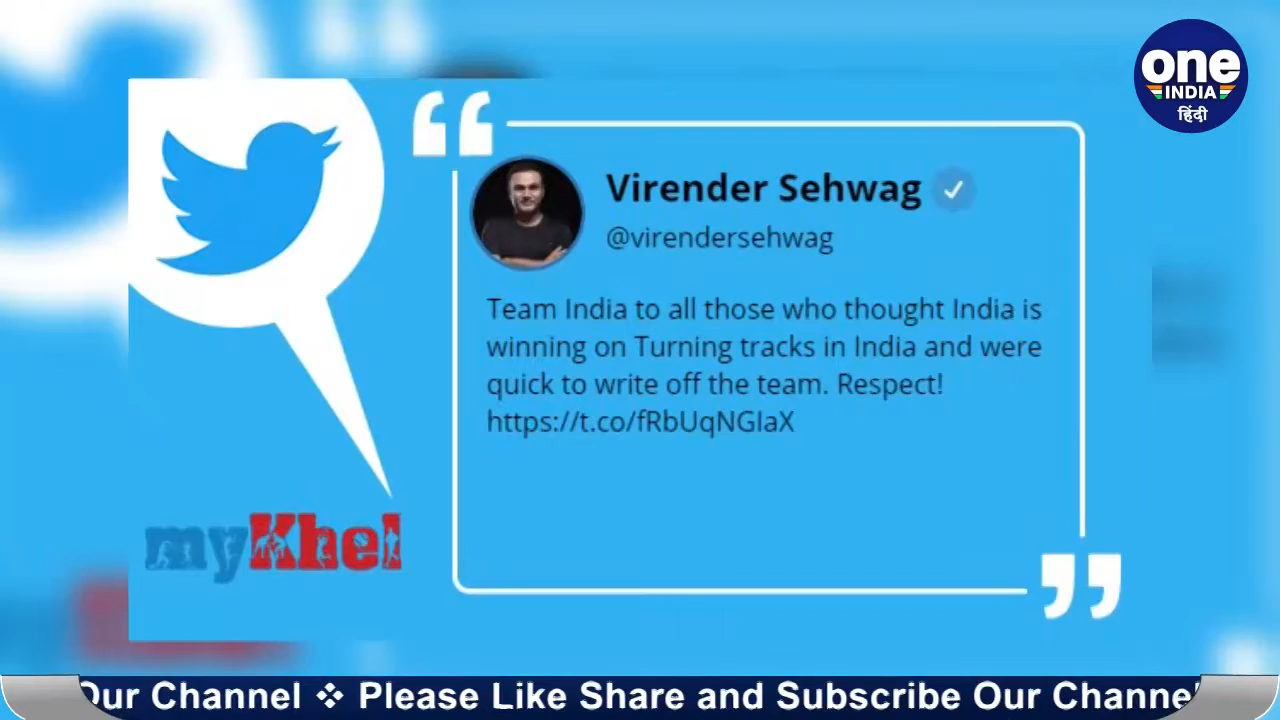 one
INDIA
हिंदी
Virender Sehwag
@virendersehwag
Team India to all those who thought India is
winning on Turning tracks in India and were
quick to write off the team. Respect!
https://t.co/fRbUqNGIaX
myKhel
Our Channel ❖ Please Like Share and Subscribe Our Channel